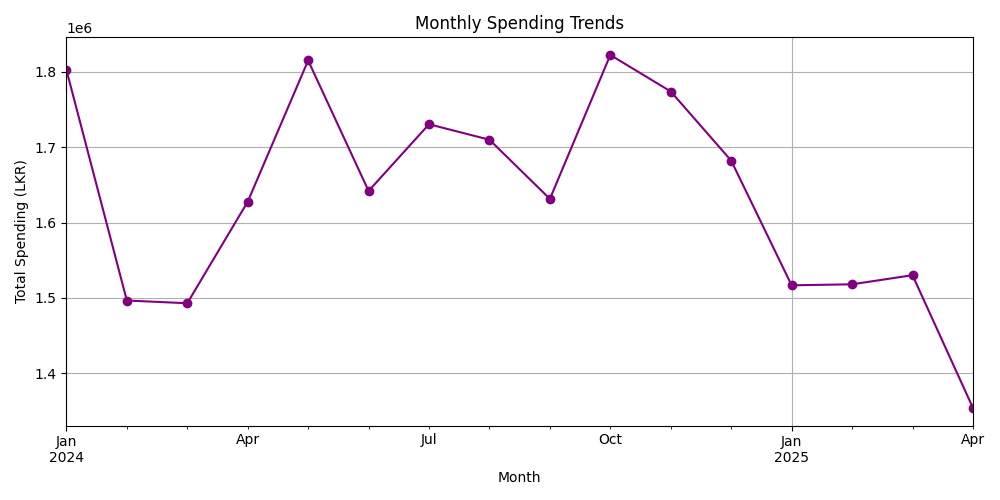 Monthly Spending Trends
1e6
Total Spending (LKR)
1.8
1.7
1.6
1.5
1.4
Jan Apr Jul Oct Jan Apr
2024 2025
Month